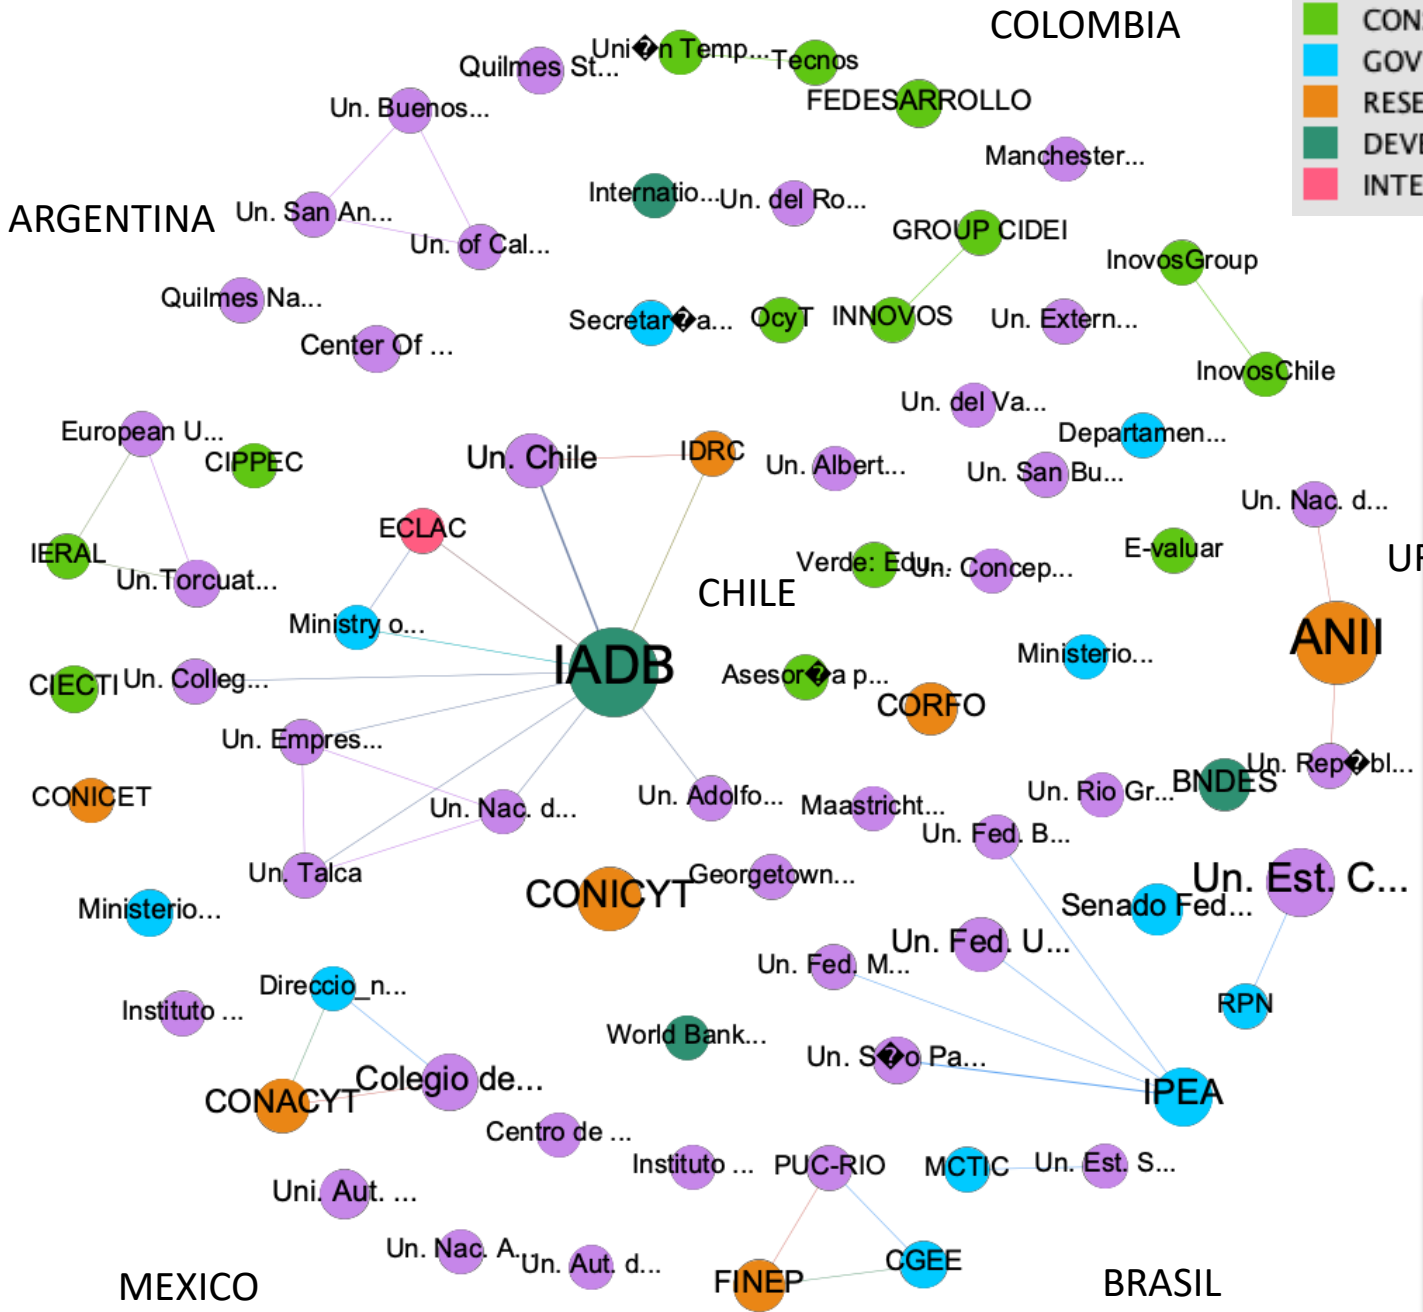 COLOMBIA
CON
GOV
RESE
DEVE
INTE
Quilmes St...
Uni�n Temp...
Tecnos
Un. Buenos...
FEDESARROLLO
Manchester...
Internatio...
Un. del Ro...
ARGENTINA
Un. San An...
Un. of Cal...
GROUP CIDEI
InovosGroup
Quilmes Na...
Center Of ...
Secretar�a...
OcyT
INNOVOS
Un. Extern...
InovosChile
Un. del Va...
European U...
CIPPEC
Un. Chile
IDRC
Un. Albert...
Departamen...
Un. San Bu...
Un. Nac. d...
ECLAC
IERAL
Un.Torcuat...
Verde: Edu...
Un. Concep...
E-valuar
CHILE
Ministry o...
IADB
ANII
CIECTI
Un. Colleg...
Asesor�a p...
Ministerio...
CORFO
Un. Empres...
CONICET
Un. Nac. d...
Un. Adolfo...
Maastricht...
Un. Rio Gr...
BNDES
Un. Rep�bl...
Un. Fed. B...
Un. Talca
CONICYT
Georgetown...
Un. Est. C...
Ministerio...
Senado Fed...
Un. Fed. U...
Un. Fed. M...
Direccio_n...
Instituto ...
RPN
World Bank...
Un. S�o Pa...
Colegio de...
CONACYT
IPEA
Centro de ...
Instituto ...
PUC-RIO
MCTIC
Un. Est. S...
Uni. Aut. ...
Un. Nac. A...
Un. Aut. d...
CGEE
FINEP
MEXICO
BRASIL